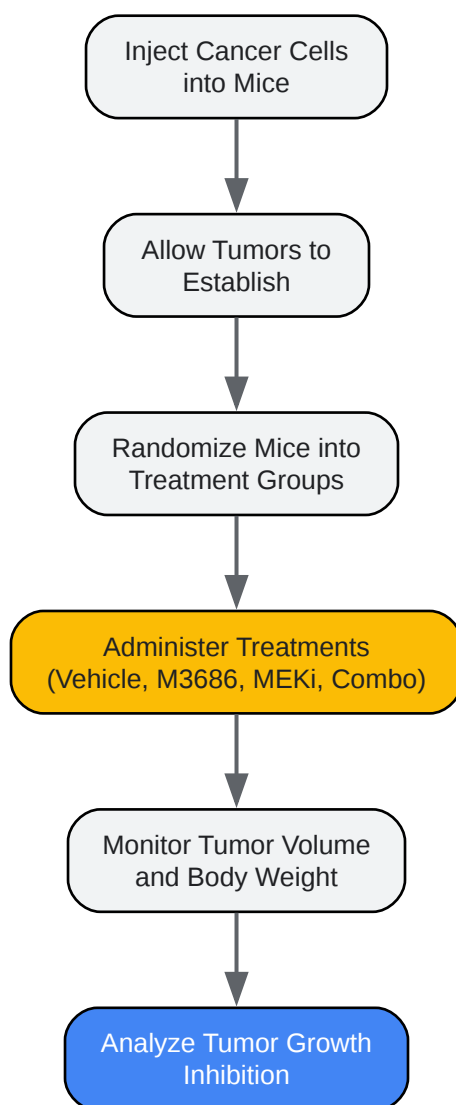 Inject Cancer Cells
into Mice
Allow Tumors to
Establish
Randomize Mice into
Treatment Groups
Administer Treatments
(Vehicle, M3686, MEKi, Combo)
Monitor Tumor Volume
and Body Weight
Analyze Tumor Growth
Inhibition